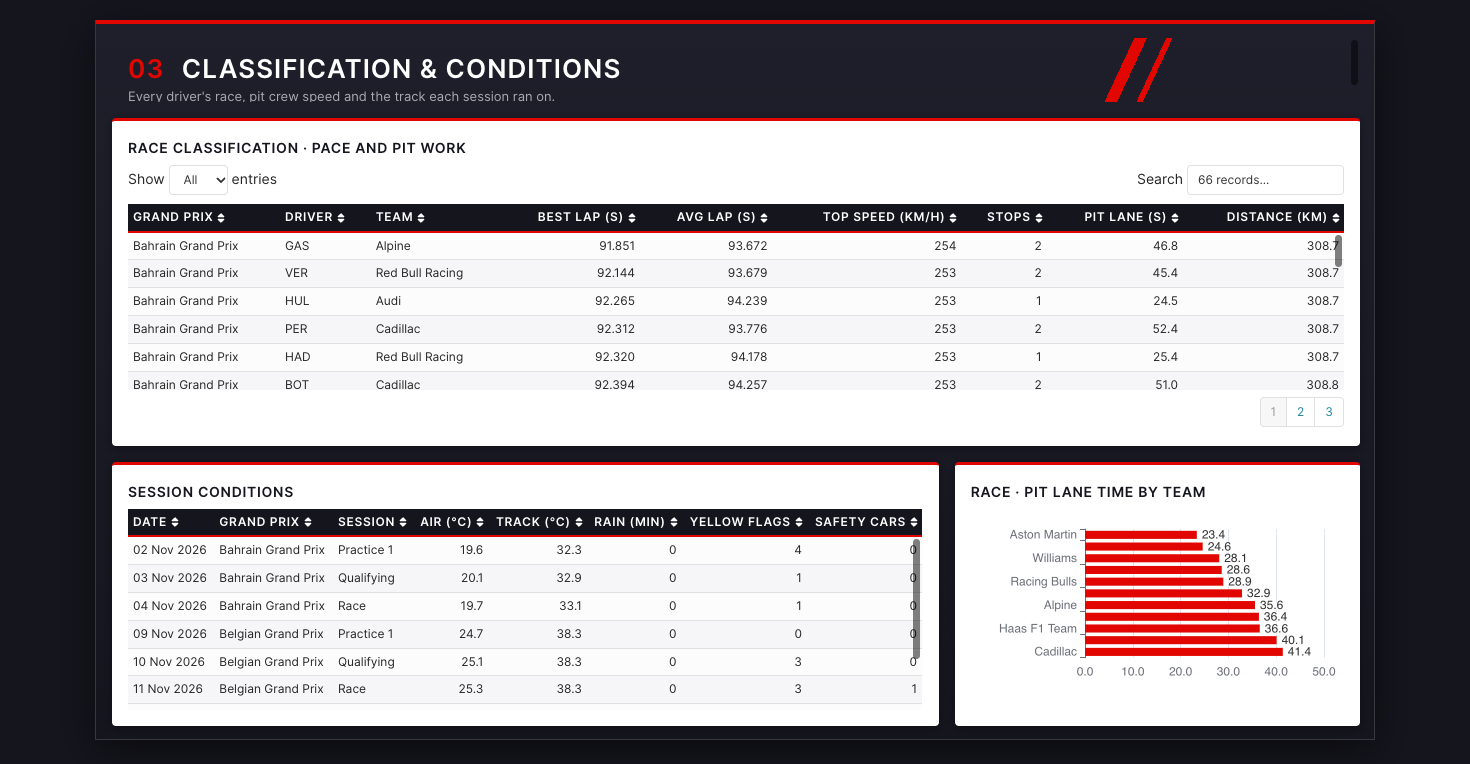 03 CLASSIFICATION & CONDITIONS
Every driver's race, pit crew speed and the track each session ran on.
RACE CLASSIFICATION · PACE AND PIT WORK
Show All entries Search 66 records...
GRAND PRIX DRIVER TEAM BEST LAP (S) AVG LAP (S) TOP SPEED (KM/H) STOPS PIT LANE (S) DISTANCE (KM)
Bahrain Grand Prix GAS Alpine 91.851 93.672 254 2 46.8 308.7
Bahrain Grand Prix VER Red Bull Racing 92.144 93.679 253 2 45.4 308.7
Bahrain Grand Prix HUL Audi 92.265 94.239 253 1 24.5 308.7
Bahrain Grand Prix PER Cadillac 92.312 93.776 253 2 52.4 308.7
Bahrain Grand Prix HAD Red Bull Racing 92.320 94.178 253 1 25.4 308.7
Bahrain Grand Prix BOT Cadillac 92.394 94.257 253 2 51.0 308.8
1 2 3
SESSION CONDITIONS
DATE GRAND PRIX SESSION AIR (°C) TRACK (°C) RAIN (MIN) YELLOW FLAGS SAFETY CARS
02 Nov 2026 Bahrain Grand Prix Practice 1 19.6 32.3 0 4 0
03 Nov 2026 Bahrain Grand Prix Qualifying 20.1 32.9 0 1 0
04 Nov 2026 Bahrain Grand Prix Race 19.7 33.1 0 1 0
09 Nov 2026 Belgian Grand Prix Practice 1 24.7 38.3 0 0 0
10 Nov 2026 Belgian Grand Prix Qualifying 25.1 38.3 0 3 0
11 Nov 2026 Belgian Grand Prix Race 25.3 38.3 0 3 1
RACE · PIT LANE TIME BY TEAM
Aston Martin 23.4
24.6
Williams 28.1
28.6
Racing Bulls 28.9
32.9
Alpine 35.6
36.4
Haas F1 Team 36.6
40.1
Cadillac 41.4
0.0 10.0 20.0 30.0 40.0 50.0